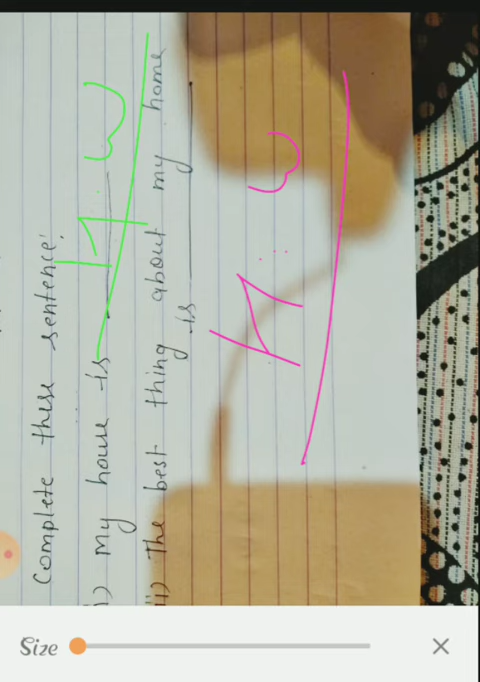 Complete these sentence.
i) My house is
ii) The best thing about my home
is
Size